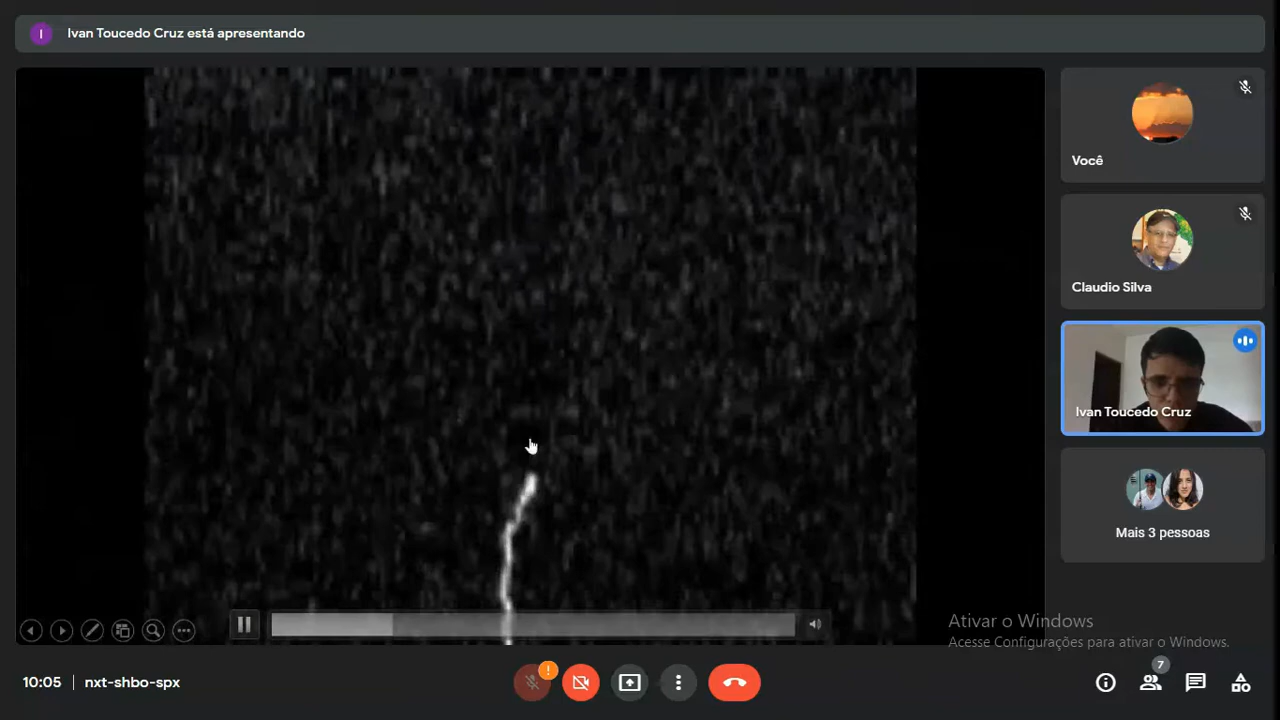 I
Ivan Toucedo Cruz está apresentando
Você
Claudio Silva
Ivan Toucedo Cruz
Mais 3 pessoas
Ativar o Windows
Acesse Configurações para ativar o Windows.
10:05 | nxt-shbo-spx
!
7